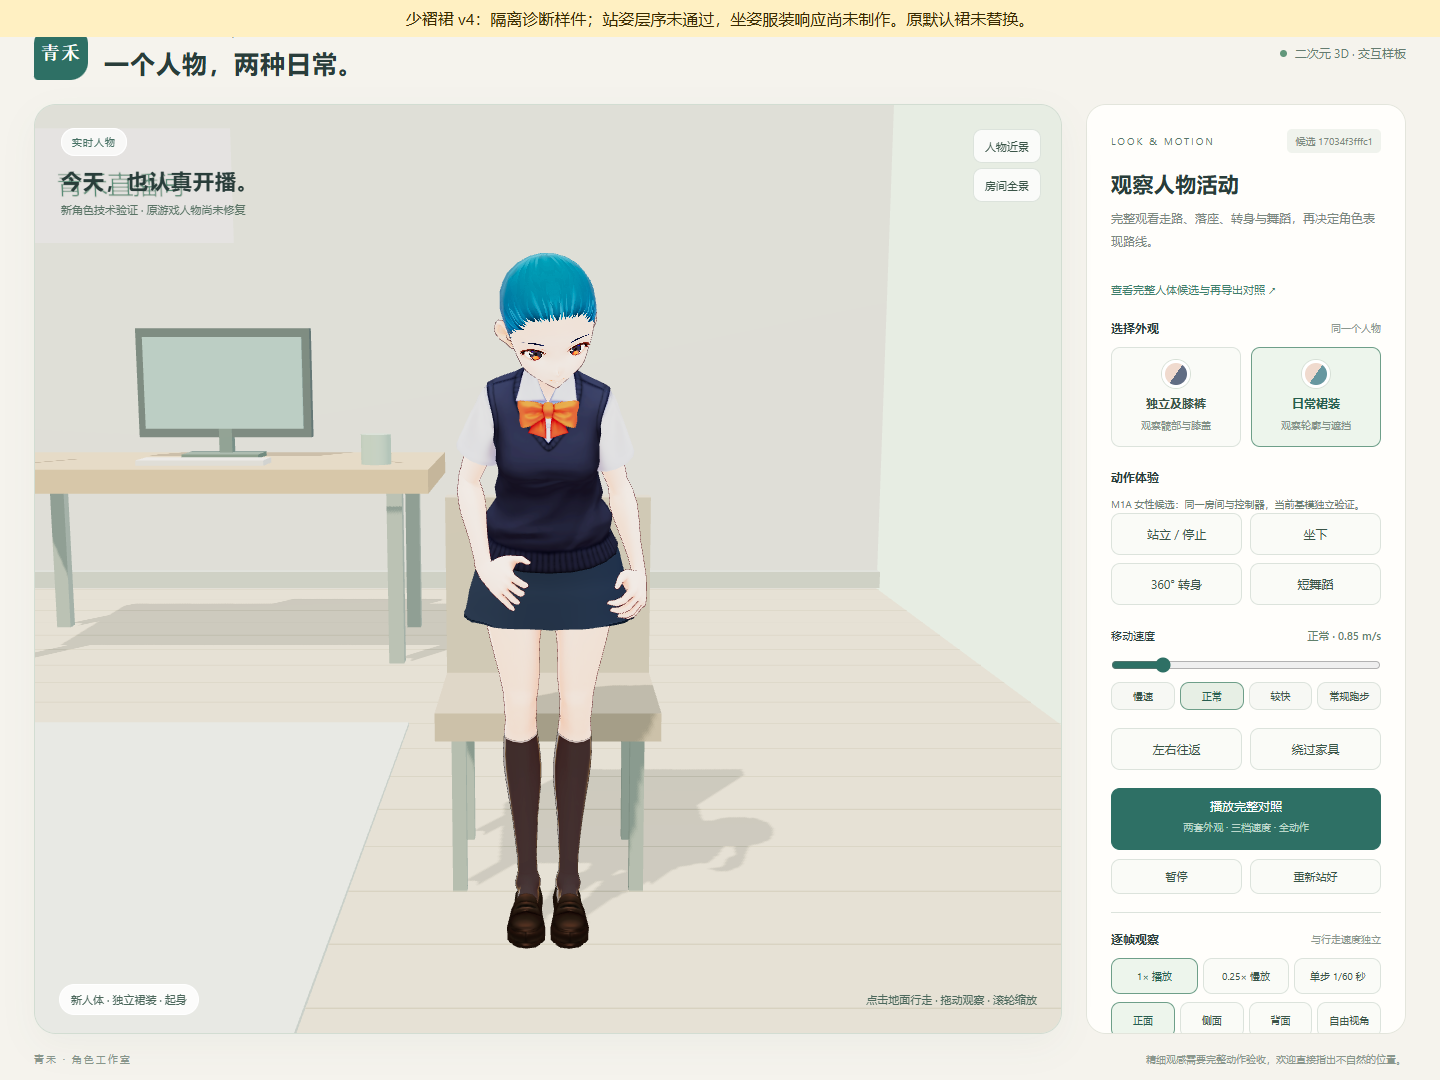 少褶裙 v4：隔离诊断样件；站姿层序未通过，坐姿服装响应尚未制作。原默认裙未替换。
青禾
一个人物，两种日常。
二次元 3D · 交互样板
实时人物
青禾直播间
今天，也认真开播。
新角色技术验证 · 原游戏人物尚未修复
人物近景
房间全景
新人体 · 独立裙装 · 起身
点击地面行走 · 拖动观察 · 滚轮缩放
LOOK & MOTION
候选 17034f3fffc1
观察人物活动
完整观看走路、落座、转身与舞蹈，再决定角色表
现路线。
查看完整人体候选与再导出对照 ↗
选择外观
同一个人物
独立及膝裤
观察髋部与膝盖
日常裙装
观察轮廓与遮挡
动作体验
M1A 女性候选：同一房间与控制器，当前基模独立验证。
站立 / 停止
坐下
360° 转身
短舞蹈
移动速度
正常 · 0.85 m/s
慢速
正常
较快
常规跑步
左右往返
绕过家具
播放完整对照
两套外观 · 三档速度 · 全动作
暂停
重新站好
逐帧观察
与行走速度独立
1× 播放
0.25× 慢放
单步 1/60 秒
正面
侧面
背面
自由视角
青禾 · 角色工作室
精细观感需要完整动作验收，欢迎直接指出不自然的位置。